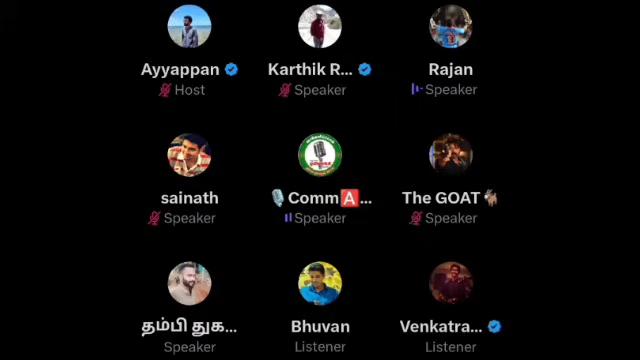 Ayyappan Karthik R... Rajan
Host Speaker Speaker
sainath 🎙️Comm🅰️... The GOAT🐐
Speaker Speaker Speaker
தம்பி துக... Bhuvan Venkatra...
Speaker Listener Listener